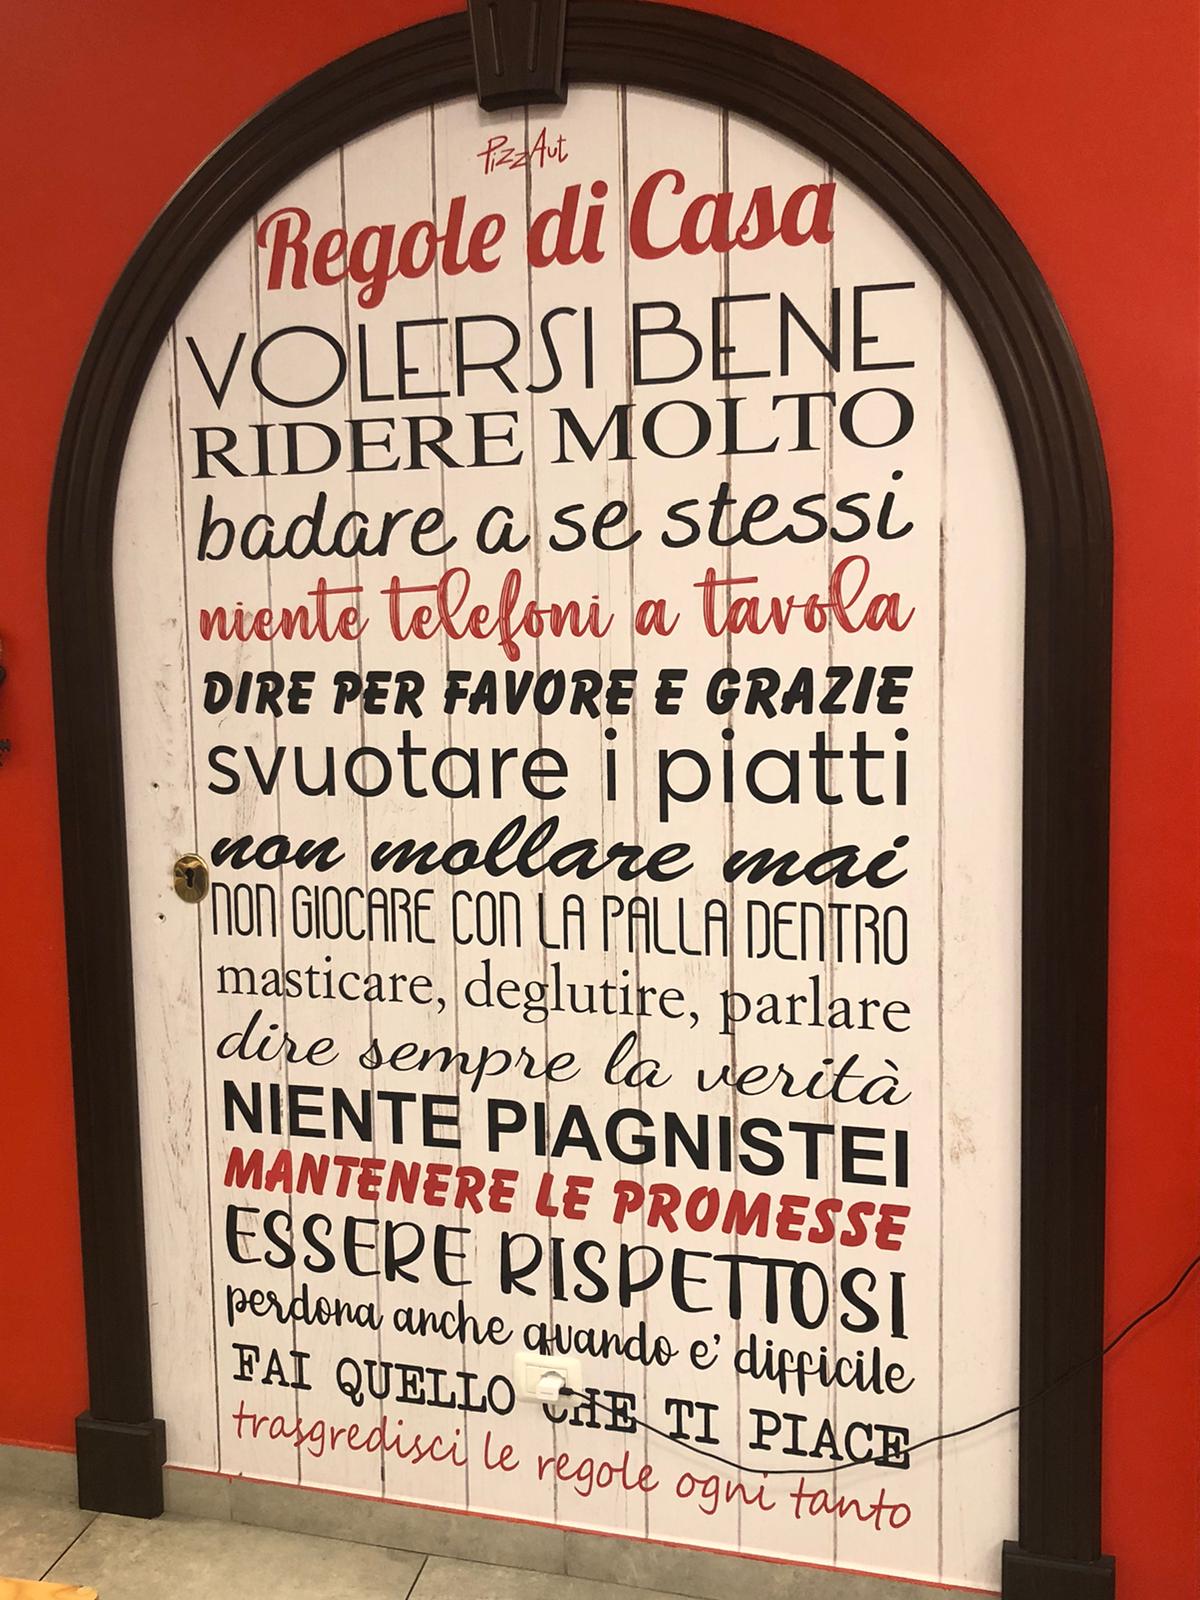 PizzAut
Regole di Casa
VOLERSI BENE
RIDERE MOLTO
badare a se stessi
niente telefoni a tavola
DIRE PER FAVORE E GRAZIE
svuotare i piatti
non mollare mai
NON GIOCARE CON LA PALLA DENTRO
masticare, deglutire, parlare
dire sempre la verità
NIENTE PIAGNISTEI
MANTENERE LE PROMESSE
ESSERE RISPETTOSI
perdona anche quando e' difficile
FAI QUELLO CHE TI PIACE
trasgredisci le regole ogni tanto